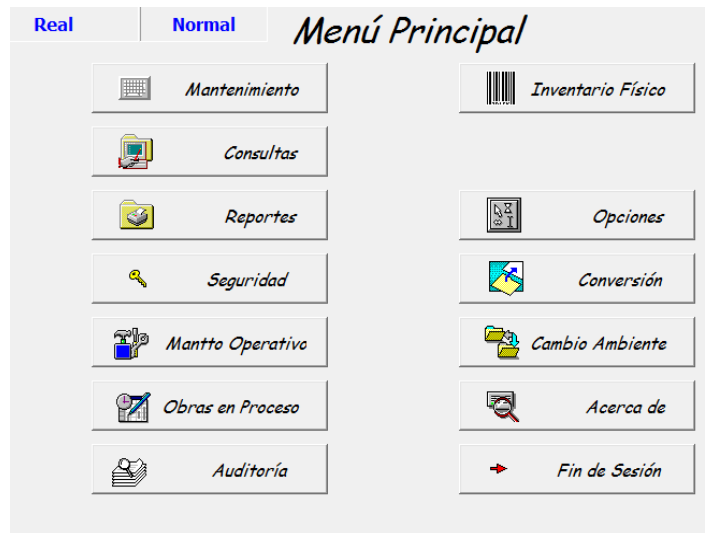 Real
Normal
Menú Principal
Mantenimiento
Inventario Físico
Consultas
Reportes
Opciones
Seguridad
Conversión
Mantto Operativo
Cambio Ambiente
Obras en Proceso
Acerca de
Auditoría
Fin de Sesión